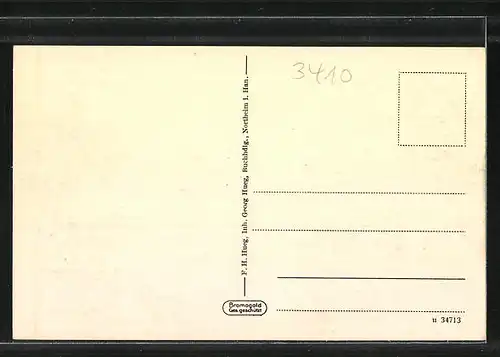 3410
F. H. Hueg, Inh. Georg Hueg, Buchhdlg., Northeim i. Han.
Bromogold
Ges. geschützt
u 34713